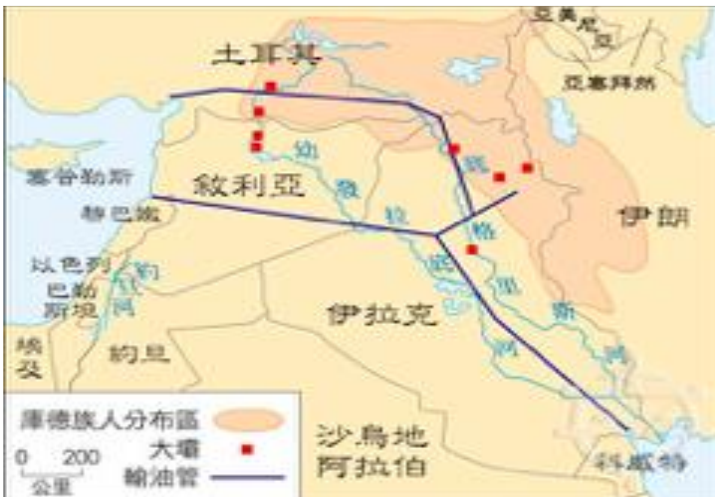 土耳其
亞美尼亞
亞塞拜然
塞谷勒斯
敘利亞
幼發拉底河
底格里斯河
黎巴嫩
伊朗
以色列
約旦河
巴勒
斯坦
伊拉克
埃及
約旦
庫德族人分布區
大壩
0 200
公里
輸油管
沙烏地
阿拉伯
科威特